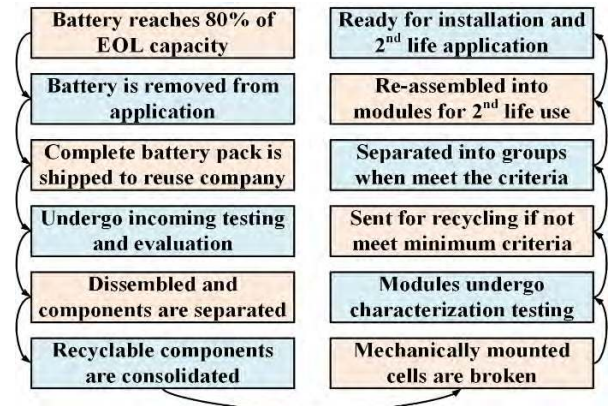 Battery reaches 80% of
EOL capacity
Battery is removed from
application
Complete battery pack is
shipped to reuse company
Undergo incoming testing
and evaluation
Dissembled and
components are separated
Recyclable components
are consolidated
Mechanically mounted
cells are broken
Modules undergo
characterization testing
Sent for recycling if not
meet minimum criteria
Separated into groups
when meet the criteria
Re-assembled into
modules for 2nd life use
Ready for installation and
2nd life application